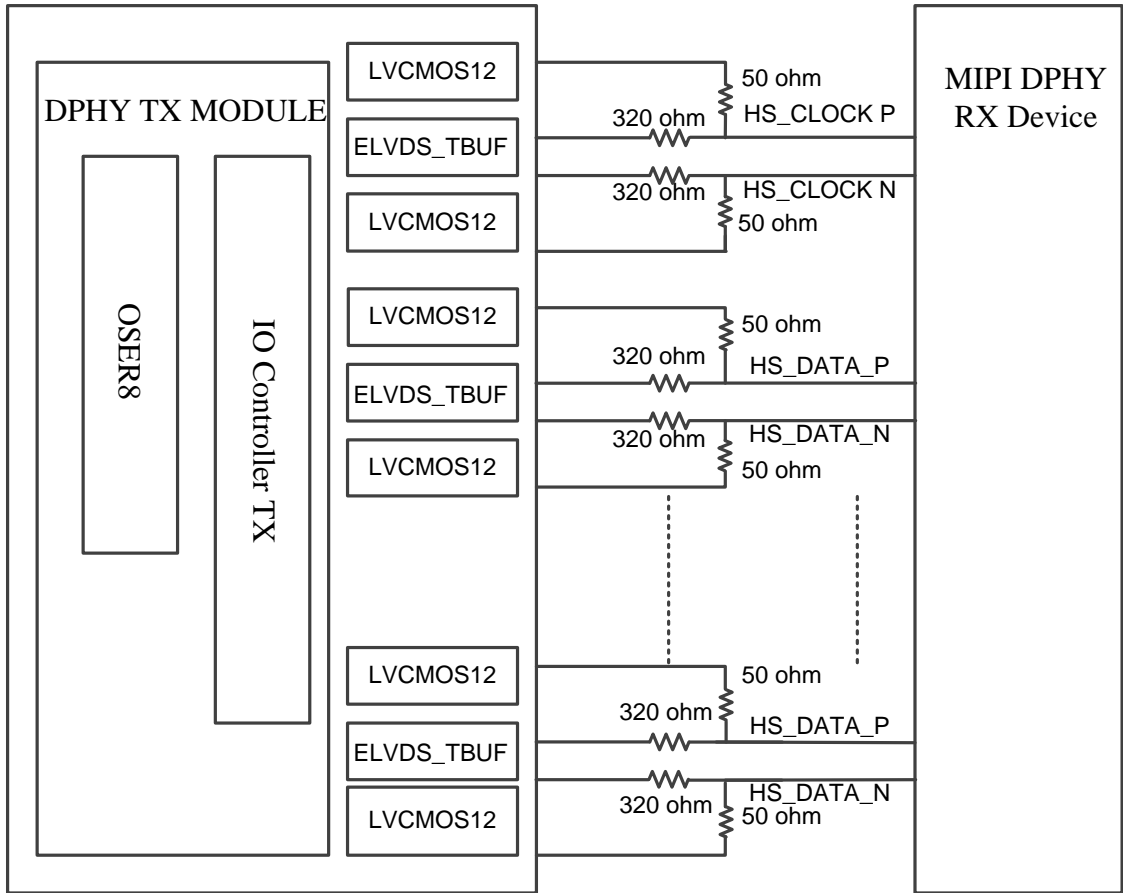 LVCMOS12
50 ohm
MIPI DPHY
RX Device
DPHY TX MODULE
320 ohm
HS_CLOCK P
ELVDS_TBUF
320 ohm
HS_CLOCK N
LVCMOS12
50 ohm
OSER8
IO Controller TX
LVCMOS12
50 ohm
320 ohm
HS_DATA_P
ELVDS_TBUF
320 ohm
HS_DATA_N
LVCMOS12
50 ohm
LVCMOS12
50 ohm
320 ohm
HS_DATA_P
ELVDS_TBUF
320 ohm
HS_DATA_N
LVCMOS12
50 ohm